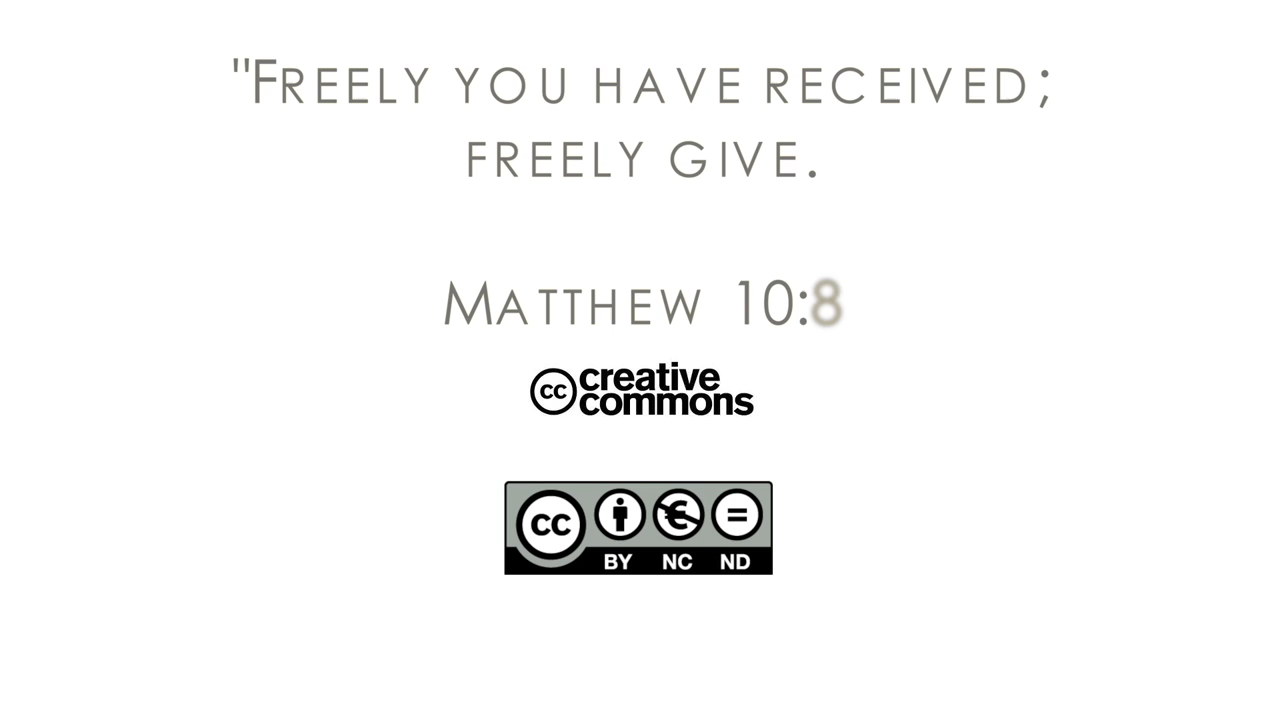 "FREELY YOU HAVE RECEIVED;
FREELY GIVE.
MATTHEW 10:8
cc creative
commons
cc BY NC ND